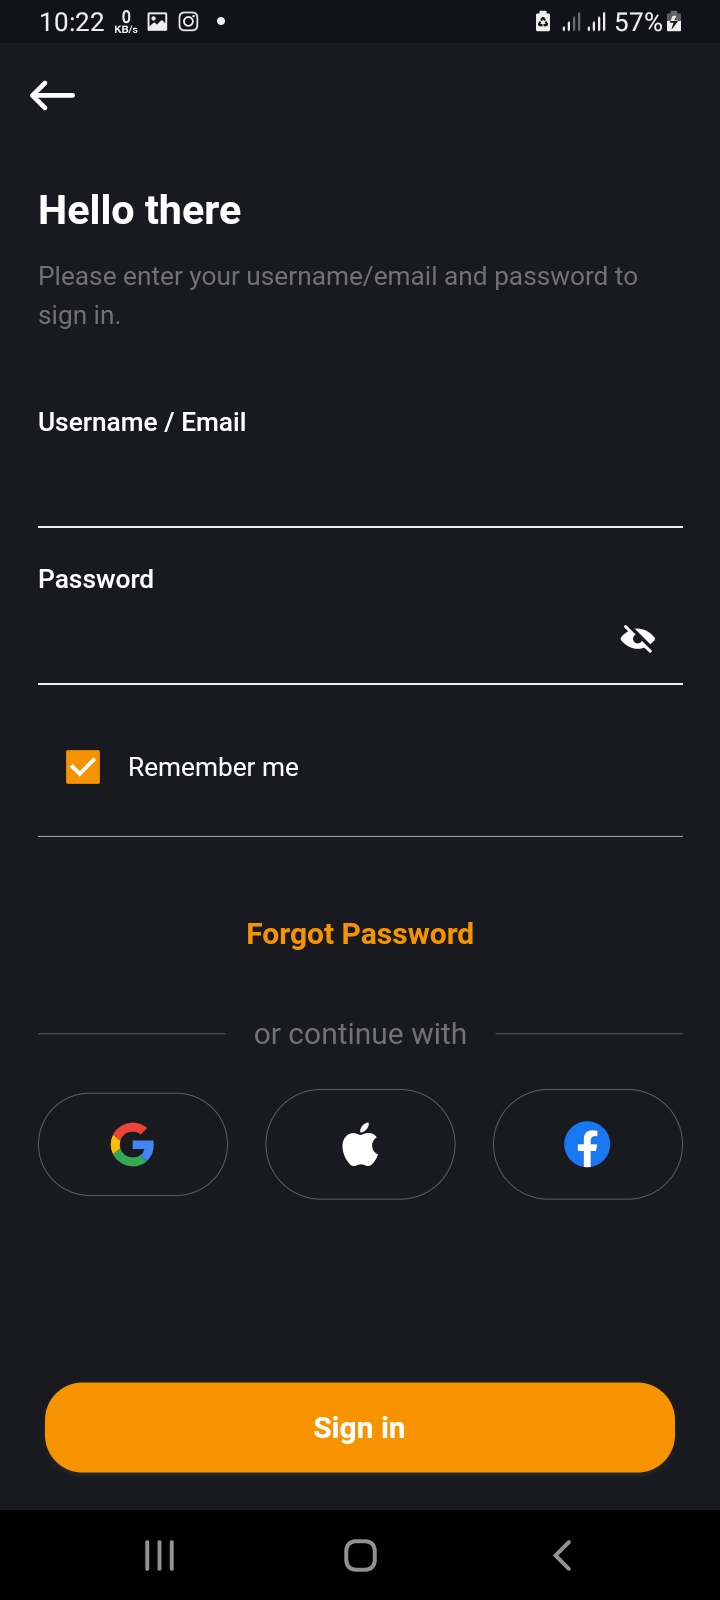 10:22 0 KB/s 57%
Hello there
Please enter your username/email and password to
sign in.
Username / Email
Password
Remember me
Forgot Password
or continue with
Sign in